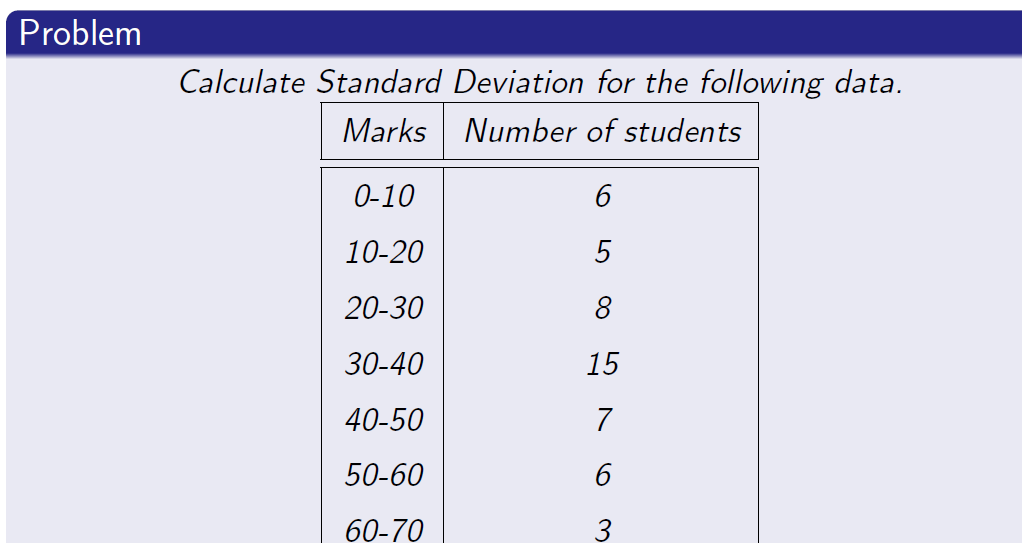 Problem
Calculate Standard Deviation for the following data.
Marks Number of students
0-10 6
10-20 5
20-30 8
30-40 15
40-50 7
50-60 6
60-70 3